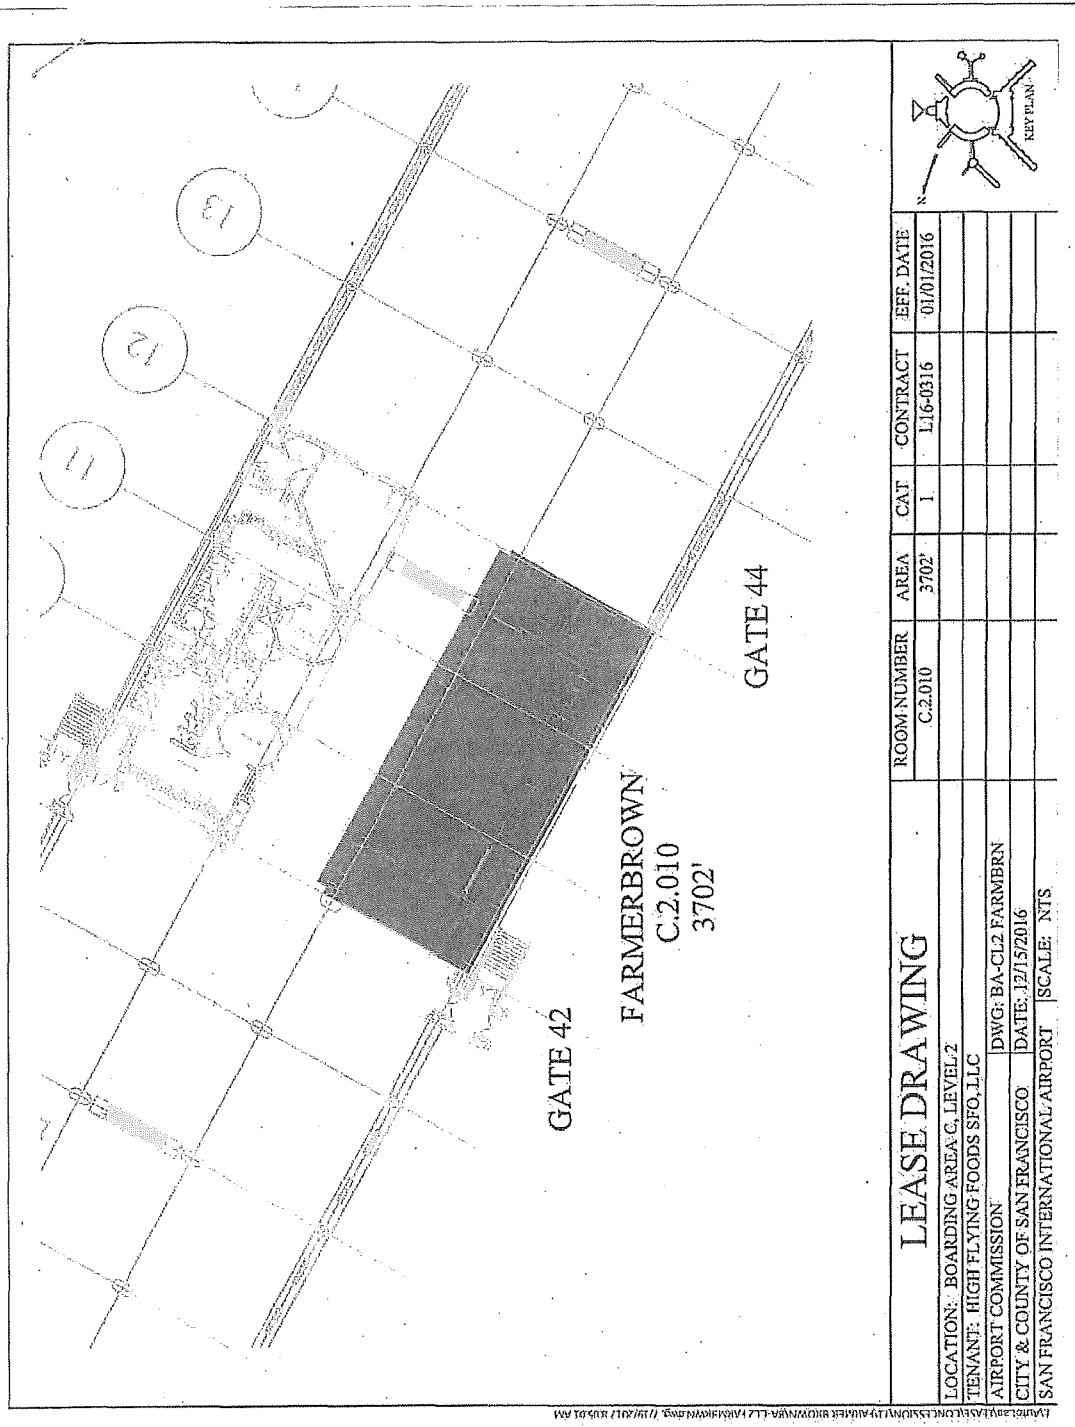 13
12
11
GATE 42
GATE 44
FARMERBROWN
C.2.010
3702'
LEASE DRAWING
LOCATION: BOARDING AREA C, LEVEL 2
TENANT: HIGH FLYING FOODS SFO, LLC
AIRPORT COMMISSION DWG: BA-CL2 FARMBRN
CITY & COUNTY OF SAN FRANCISCO DATE: 12/15/2016
SAN FRANCISCO INTERNATIONAL AIRPORT SCALE: NTS
ROOM NUMBER AREA CAT CONTRACT EFF. DATE
C.2.010 3702' 1 L16-0316 01/01/2016
N
KEY PLAN